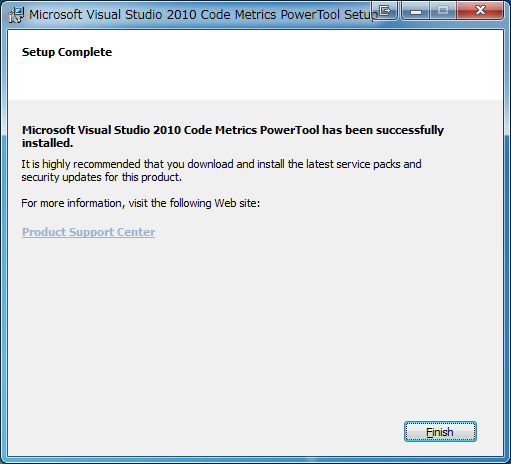 Microsoft Visual Studio 2010 Code Metrics PowerTool Setup
Setup Complete
Microsoft Visual Studio 2010 Code Metrics PowerTool has been successfully
installed.
It is highly recommended that you download and install the latest service packs and
security updates for this product.
For more information, visit the following Web site:
Product Support Center
Finish